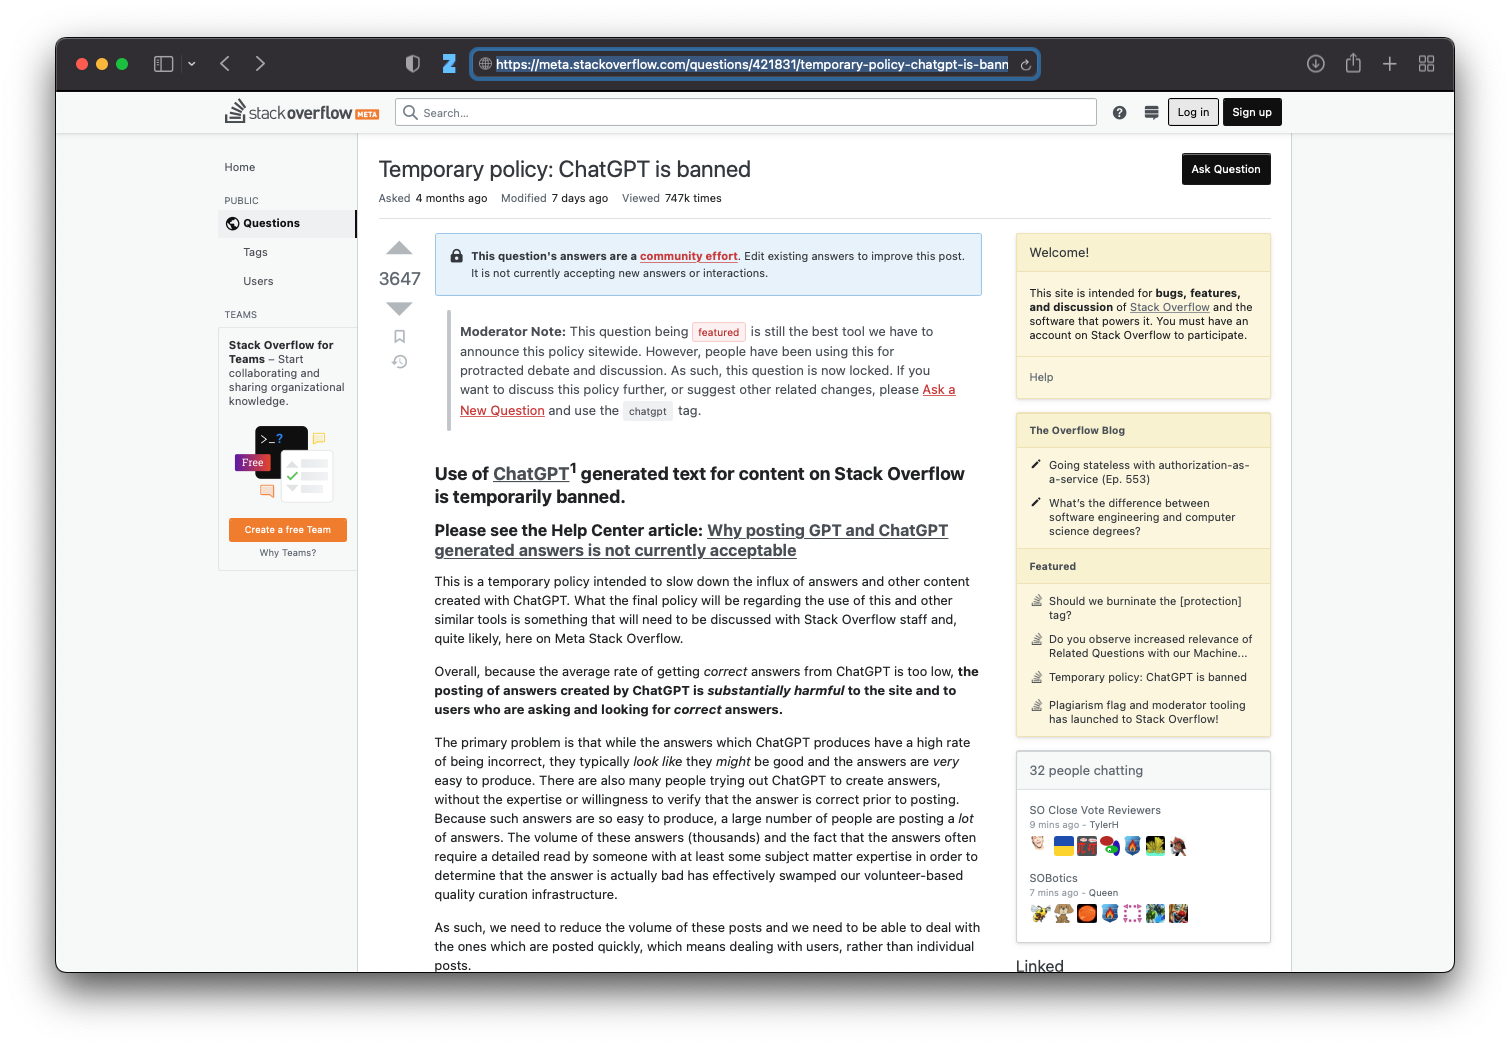 https://meta.stackoverflow.com/questions/421831/temporary-policy-chatgpt-is-bann
stackoverflow META
Search...
Log in
Sign up
Home
PUBLIC
Questions
Tags
Users
TEAMS
Stack Overflow for
Teams – Start
collaborating and
sharing organizational
knowledge.
>_?
Free
Create a free Team
Why Teams?
Temporary policy: ChatGPT is banned
Ask Question
Asked 4 months ago Modified 7 days ago Viewed 747k times
3647
This question's answers are a community effort. Edit existing answers to improve this post.
It is not currently accepting new answers or interactions.
Moderator Note: This question being featured is still the best tool we have to
announce this policy sitewide. However, people have been using this for
protracted debate and discussion. As such, this question is now locked. If you
want to discuss this policy further, or suggest other related changes, please Ask a
New Question and use the chatgpt tag.
Use of ChatGPT1 generated text for content on Stack Overflow
is temporarily banned.
Please see the Help Center article: Why posting GPT and ChatGPT
generated answers is not currently acceptable
This is a temporary policy intended to slow down the influx of answers and other content
created with ChatGPT. What the final policy will be regarding the use of this and other
similar tools is something that will need to be discussed with Stack Overflow staff and,
quite likely, here on Meta Stack Overflow.
Overall, because the average rate of getting correct answers from ChatGPT is too low, the
posting of answers created by ChatGPT is substantially harmful to the site and to
users who are asking and looking for correct answers.
The primary problem is that while the answers which ChatGPT produces have a high rate
of being incorrect, they typically look like they might be good and the answers are very
easy to produce. There are also many people trying out ChatGPT to create answers,
without the expertise or willingness to verify that the answer is correct prior to posting.
Because such answers are so easy to produce, a large number of people are posting a lot
of answers. The volume of these answers (thousands) and the fact that the answers often
require a detailed read by someone with at least some subject matter expertise in order to
determine that the answer is actually bad has effectively swamped our volunteer-based
quality curation infrastructure.
As such, we need to reduce the volume of these posts and we need to be able to deal with
the ones which are posted quickly, which means dealing with users, rather than individual
posts.
Welcome!
This site is intended for bugs, features,
and discussion of Stack Overflow and the
software that powers it. You must have an
account on Stack Overflow to participate.
Help
The Overflow Blog
Going stateless with authorization-as-
a-service (Ep. 553)
What's the difference between
software engineering and computer
science degrees?
Featured
Should we burninate the [protection]
tag?
Do you observe increased relevance of
Related Questions with our Machine...
Temporary policy: ChatGPT is banned
Plagiarism flag and moderator tooling
has launched to Stack Overflow!
32 people chatting
SO Close Vote Reviewers
9 mins ago - TylerH
SOBotics
7 mins ago - Queen
Linked